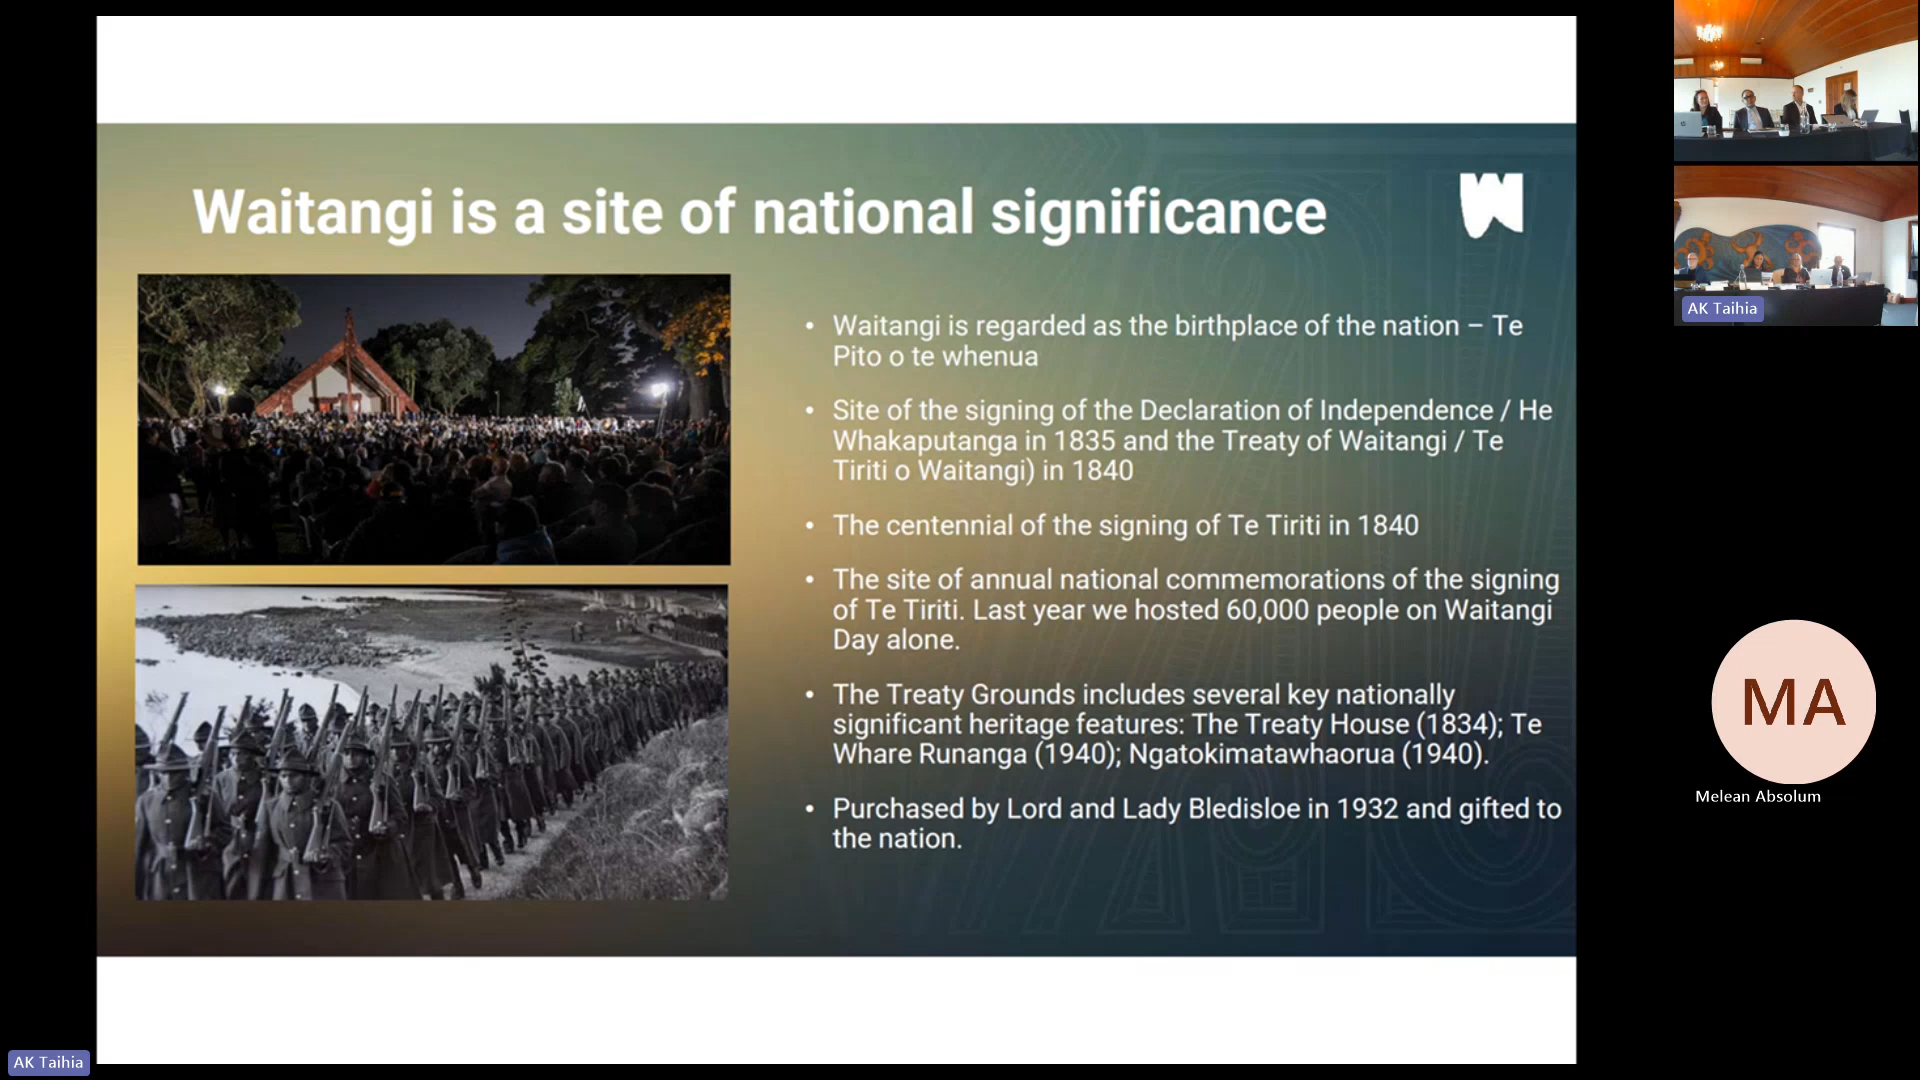 Waitangi is a site of national significance
• Waitangi is regarded as the birthplace of the nation – Te
Pito o te whenua
• Site of the signing of the Declaration of Independence / He
Whakaputanga in 1835 and the Treaty of Waitangi / Te
Tiriti o Waitangi) in 1840
• The centennial of the signing of Te Tiriti in 1840
• The site of annual national commemorations of the signing
of Te Tiriti. Last year we hosted 60,000 people on Waitangi
Day alone.
• The Treaty Grounds includes several key nationally
significant heritage features: The Treaty House (1834); Te
Whare Runanga (1940); Ngatokimatawhaorua (1940).
• Purchased by Lord and Lady Bledisloe in 1932 and gifted to
the nation.
AK Taihia
MA
Melean Absolum
AK Taihia